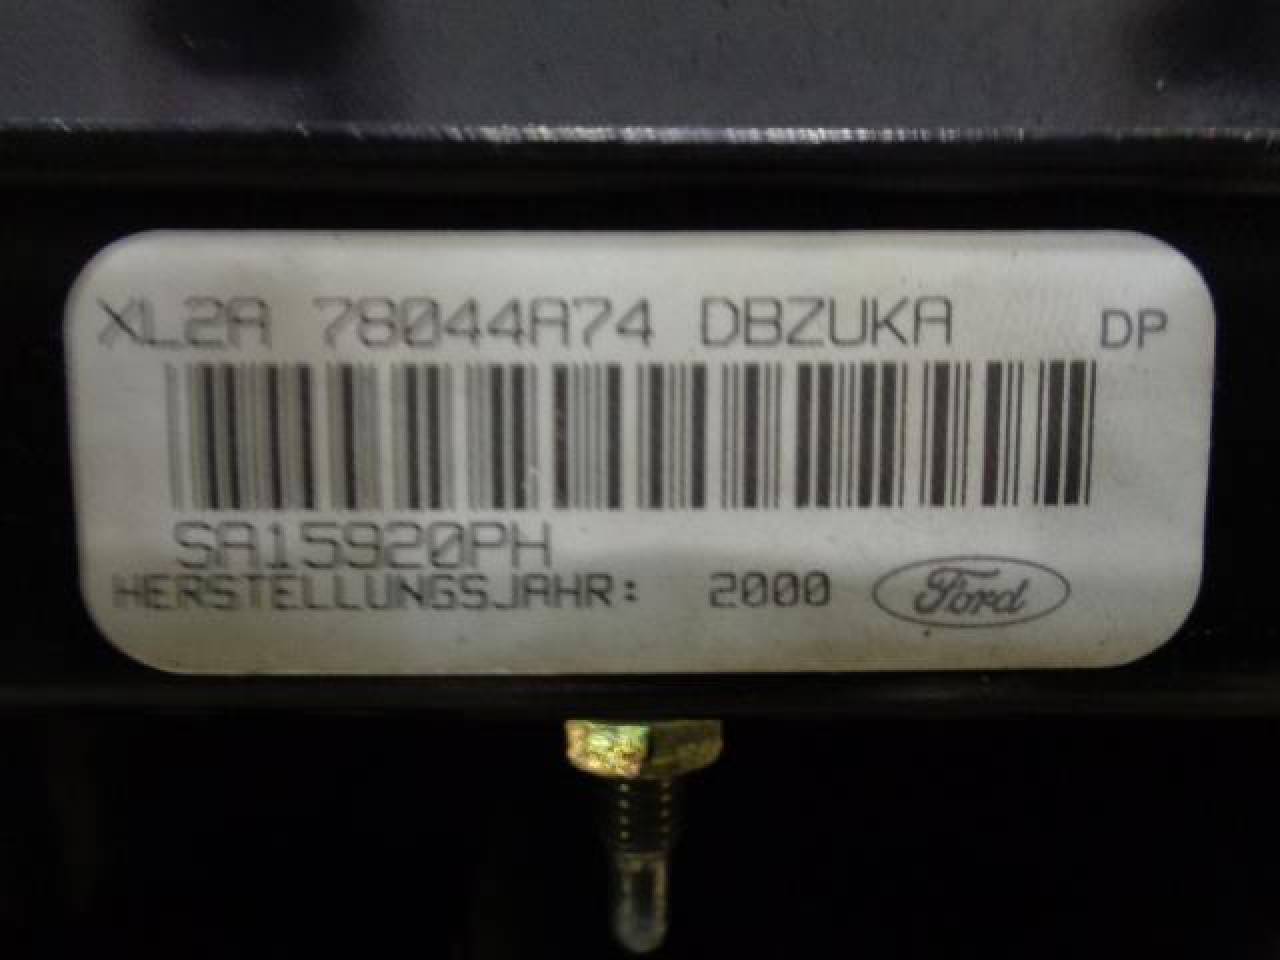 XL2A 78044A74 DBZUKA DP
SA15920PH
HERSTELLUNGSJAHR: 2000 Ford